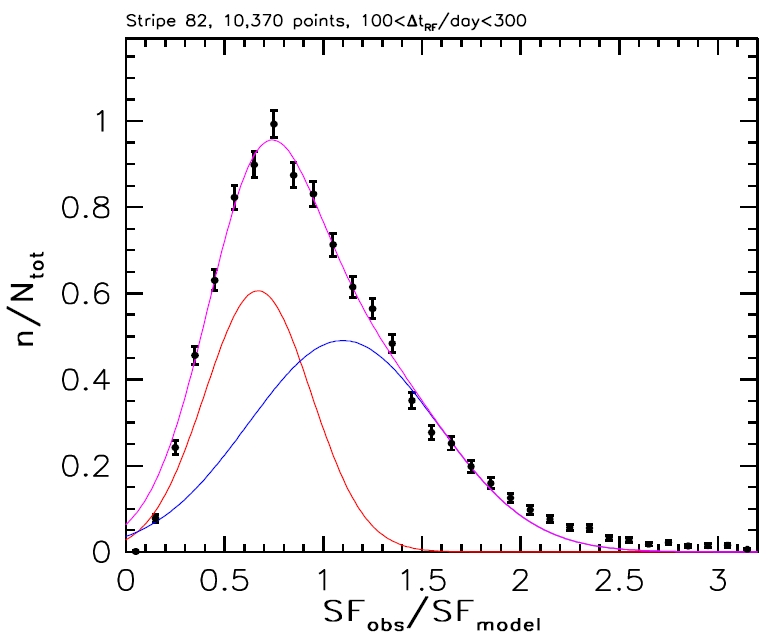 Stripe 82, 10,370 points, 100<Δt_RF/day<300
1
0.8
0.6
0.4
0.2
0
n/N_tot
0 0.5 1 1.5 2 2.5 3
SF_obs/SF_model